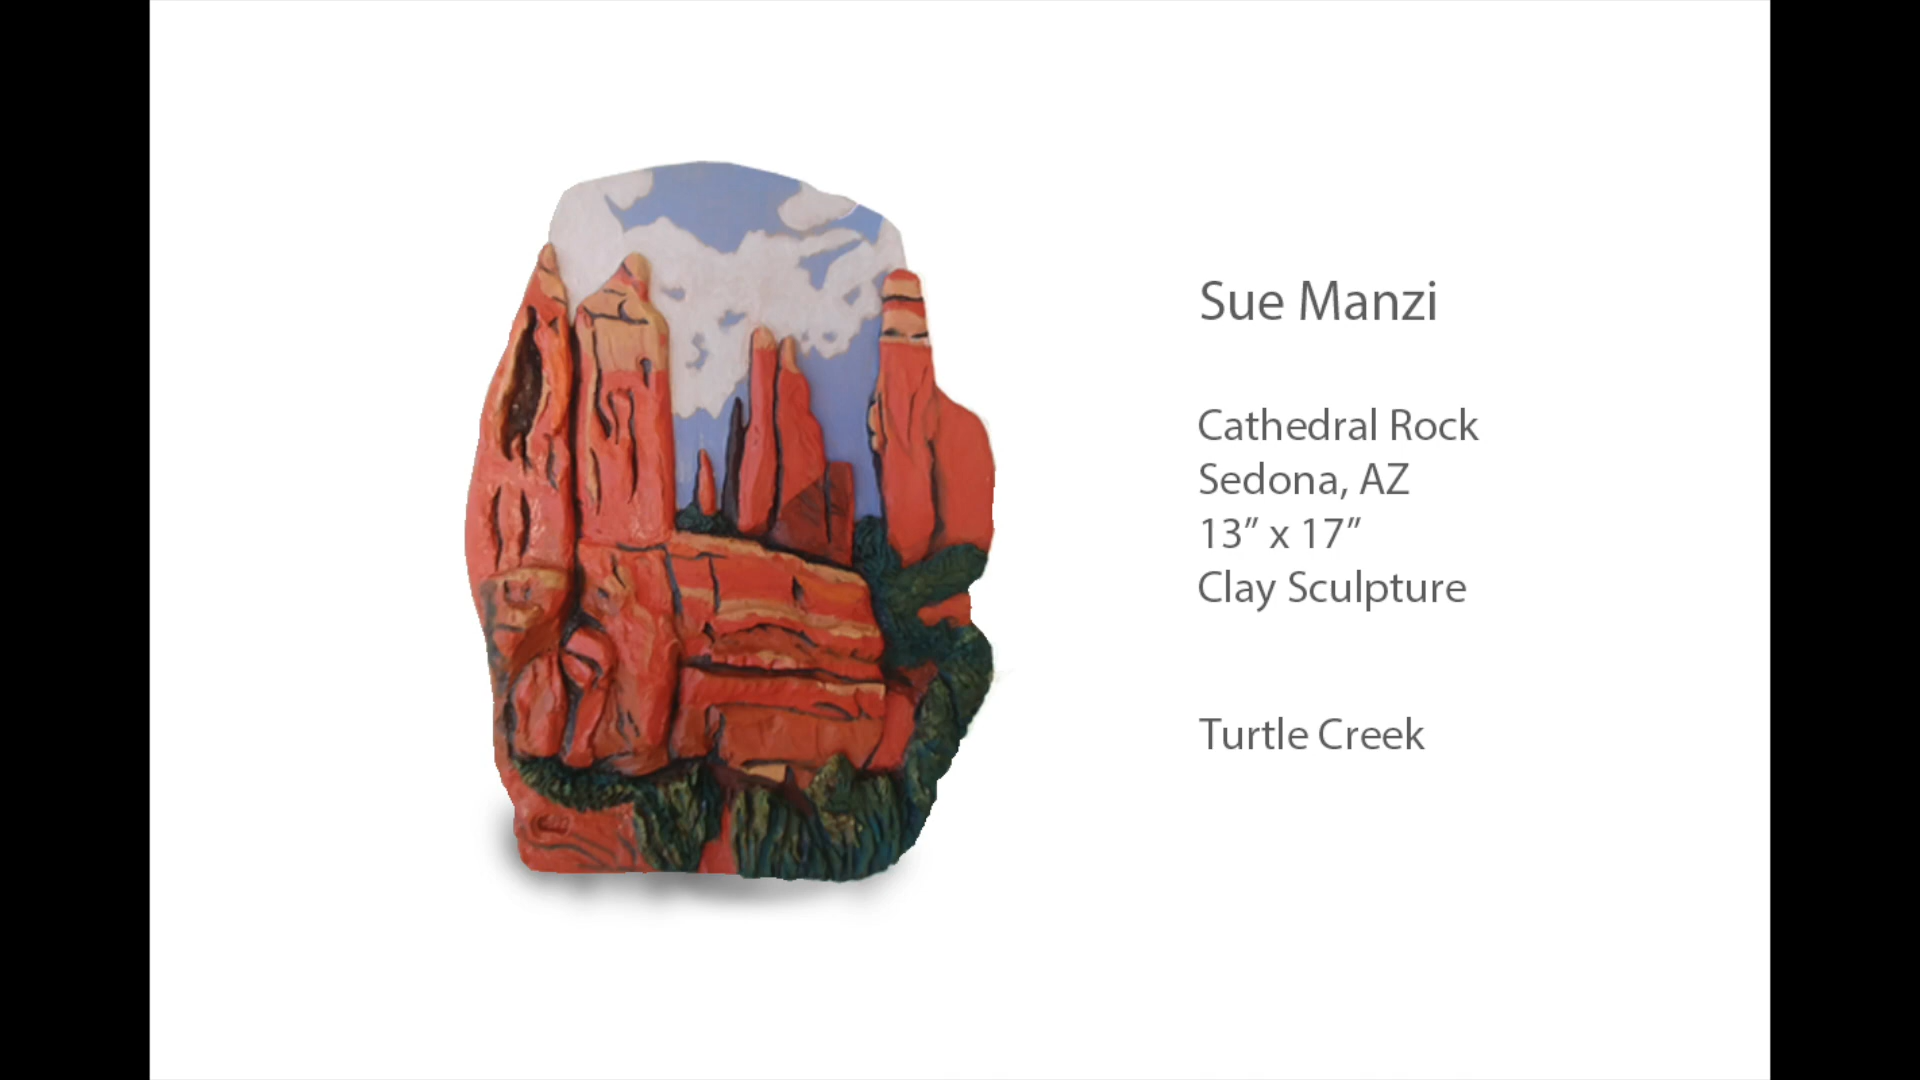 Sue Manzi
Cathedral Rock
Sedona, AZ
13” x 17”
Clay Sculpture
Turtle Creek